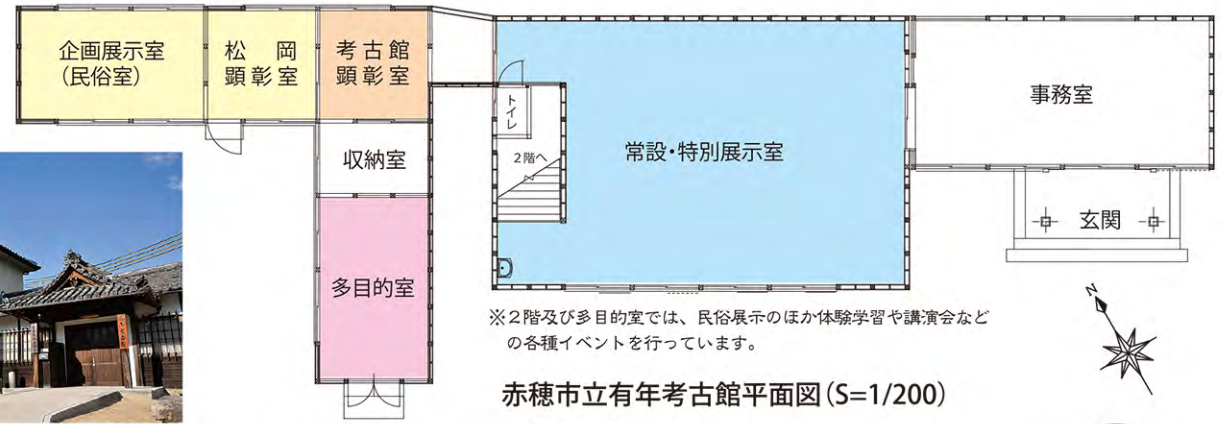 企画展示室
（民俗室）
松岡
顕彰室
考古館
顕彰室
収納室
多目的室
トイレ
2階へ
常設・特別展示室
事務室
玄関
N
※2階及び多目的室では、民俗展示のほか体験学習や講演会など
の各種イベントを行っています。
赤穂市立有年考古館平面図（S=1/200）